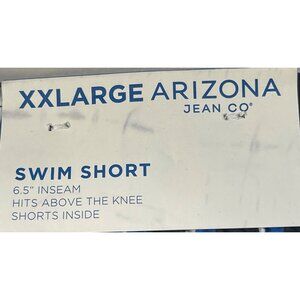 XXLARGE ARIZONA
JEAN CO®
SWIM SHORT
6.5" INSEAM
HITS ABOVE THE KNEE
SHORTS INSIDE